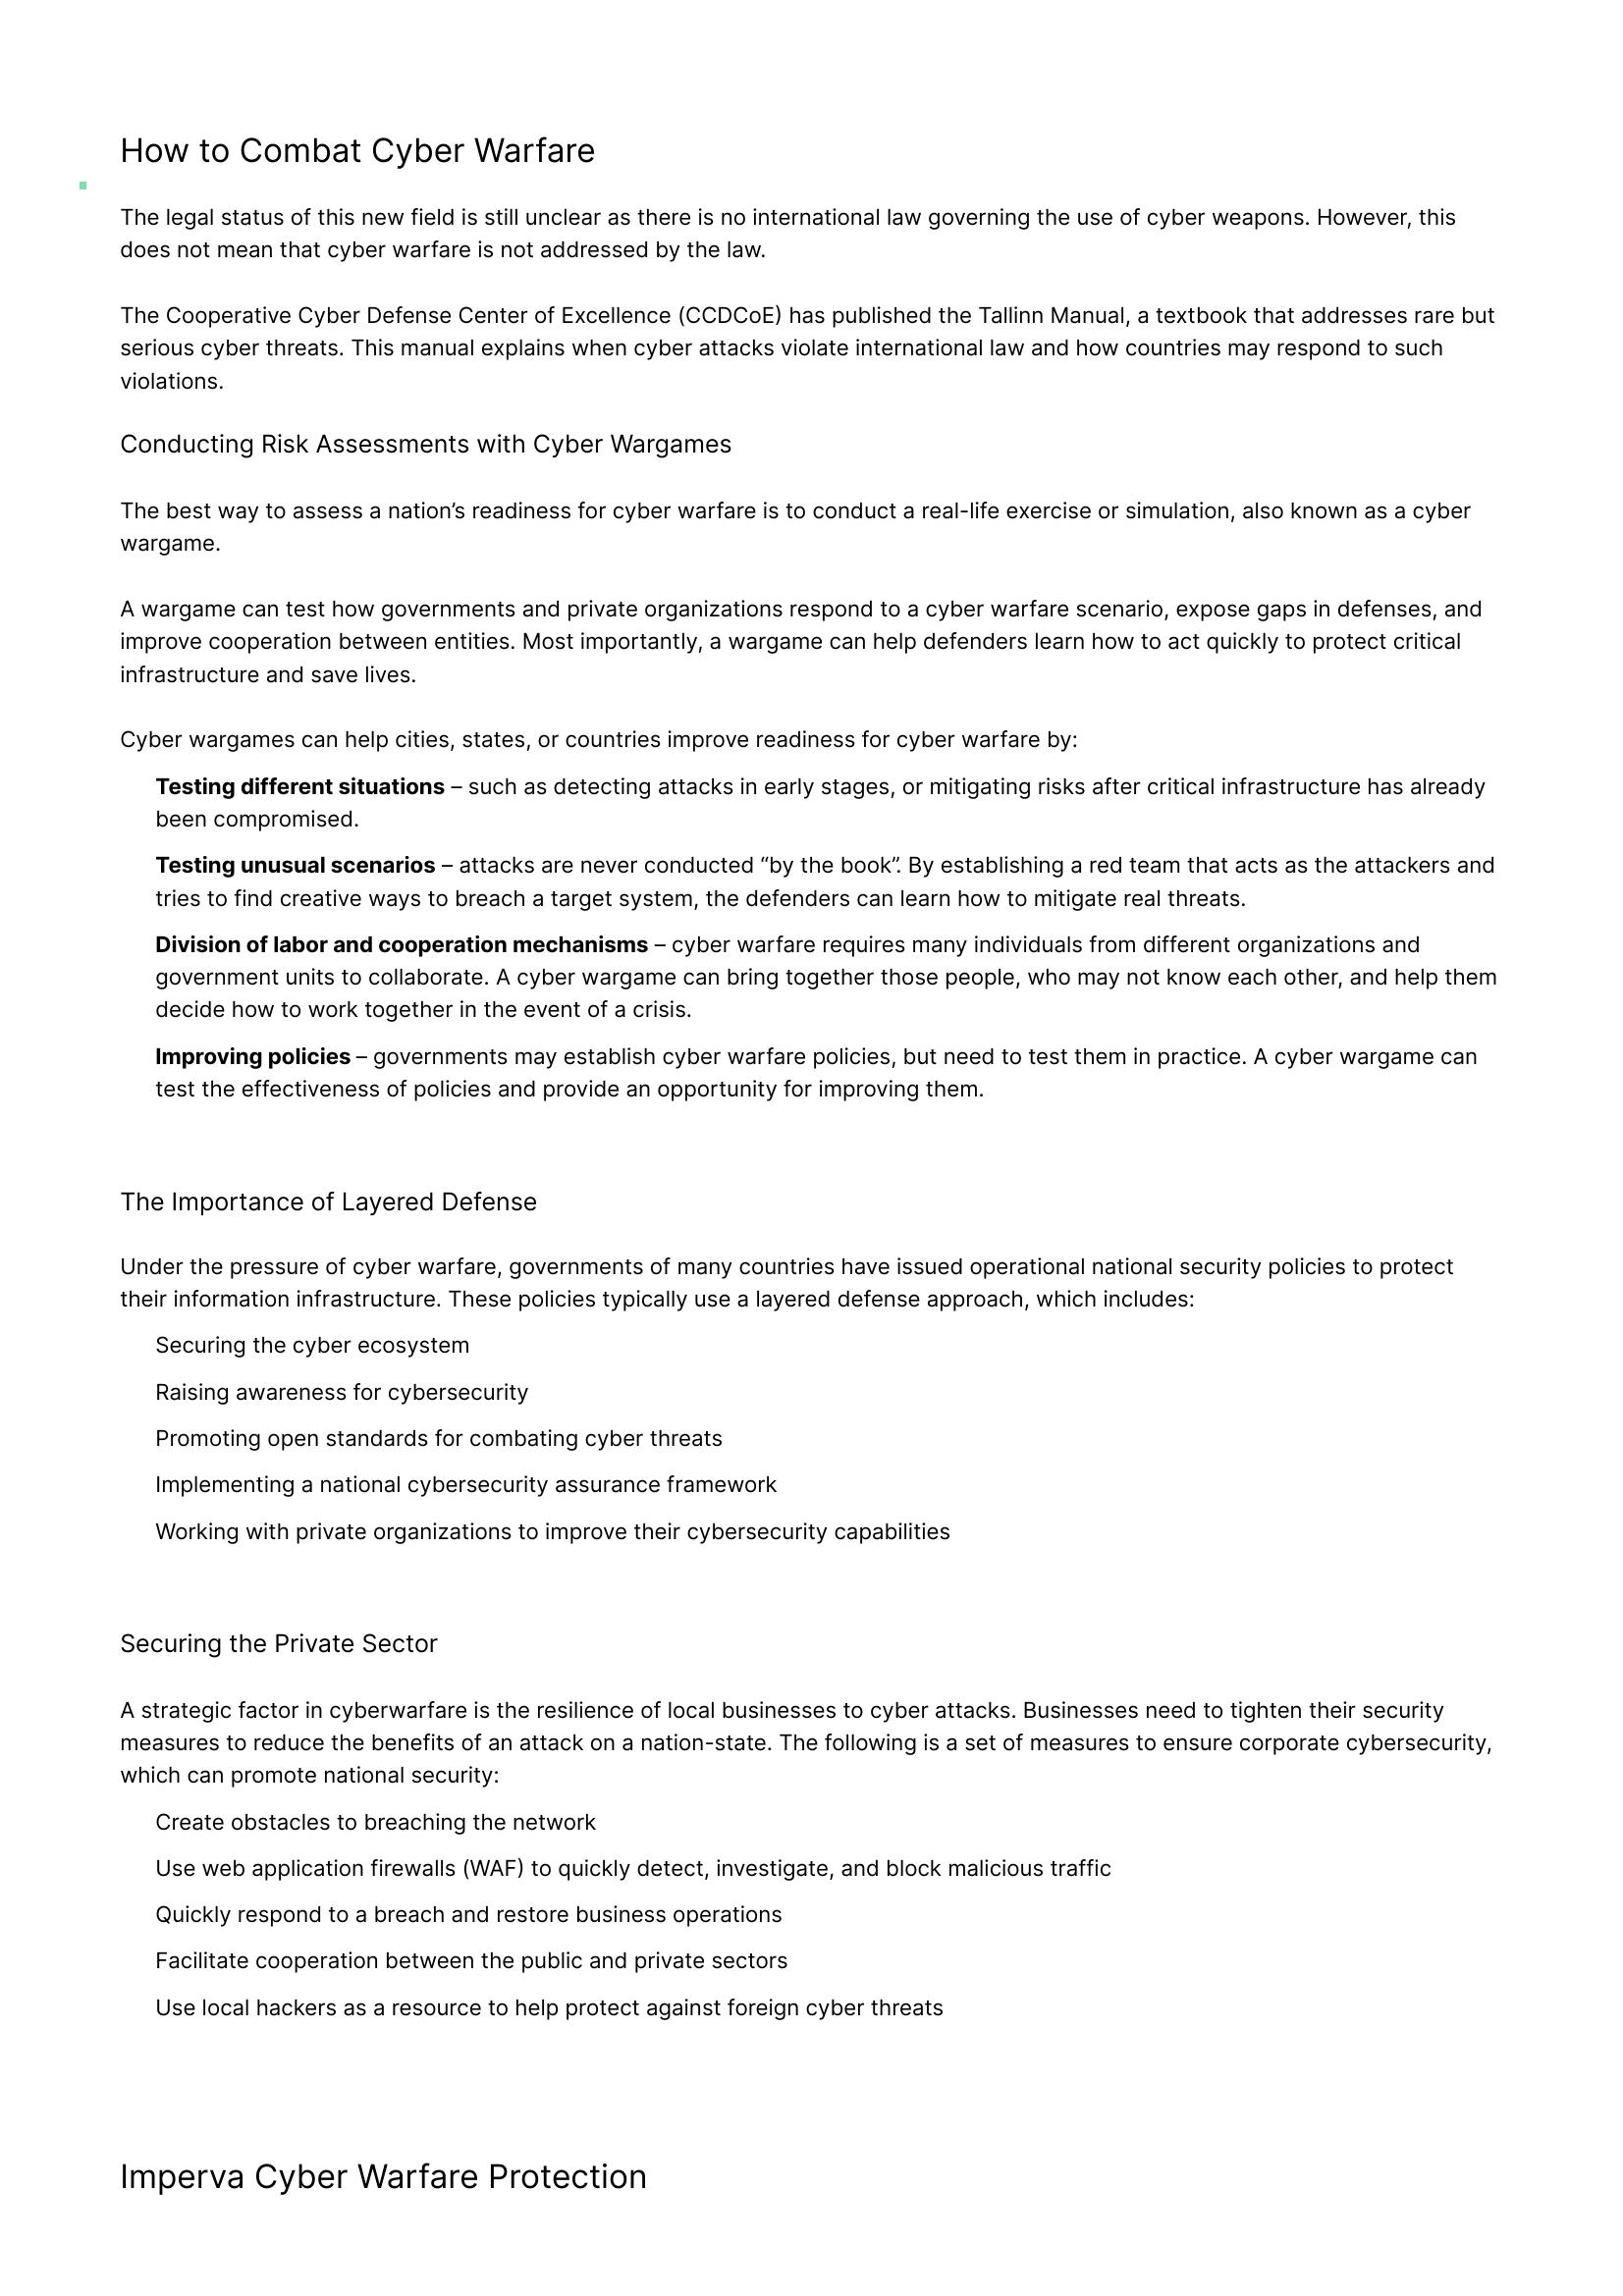 How to Combat Cyber Warfare
The legal status of this new field is still unclear as there is no international law governing the use of cyber weapons. However, this
does not mean that cyber warfare is not addressed by the law.
The Cooperative Cyber Defense Center of Excellence (CCDCoE) has published the Tallinn Manual, a textbook that addresses rare but
serious cyber threats. This manual explains when cyber attacks violate international law and how countries may respond to such
violations.
Conducting Risk Assessments with Cyber Wargames
The best way to assess a nation’s readiness for cyber warfare is to conduct a real-life exercise or simulation, also known as a cyber
wargame.
A wargame can test how governments and private organizations respond to a cyber warfare scenario, expose gaps in defenses, and
improve cooperation between entities. Most importantly, a wargame can help defenders learn how to act quickly to protect critical
infrastructure and save lives.
Cyber wargames can help cities, states, or countries improve readiness for cyber warfare by:
Testing different situations – such as detecting attacks in early stages, or mitigating risks after critical infrastructure has already
been compromised.
Testing unusual scenarios – attacks are never conducted “by the book”. By establishing a red team that acts as the attackers and
tries to find creative ways to breach a target system, the defenders can learn how to mitigate real threats.
Division of labor and cooperation mechanisms – cyber warfare requires many individuals from different organizations and
government units to collaborate. A cyber wargame can bring together those people, who may not know each other, and help them
decide how to work together in the event of a crisis.
Improving policies – governments may establish cyber warfare policies, but need to test them in practice. A cyber wargame can
test the effectiveness of policies and provide an opportunity for improving them.
The Importance of Layered Defense
Under the pressure of cyber warfare, governments of many countries have issued operational national security policies to protect
their information infrastructure. These policies typically use a layered defense approach, which includes:
Securing the cyber ecosystem
Raising awareness for cybersecurity
Promoting open standards for combating cyber threats
Implementing a national cybersecurity assurance framework
Working with private organizations to improve their cybersecurity capabilities
Securing the Private Sector
A strategic factor in cyberwarfare is the resilience of local businesses to cyber attacks. Businesses need to tighten their security
measures to reduce the benefits of an attack on a nation-state. The following is a set of measures to ensure corporate cybersecurity,
which can promote national security:
Create obstacles to breaching the network
Use web application firewalls (WAF) to quickly detect, investigate, and block malicious traffic
Quickly respond to a breach and restore business operations
Facilitate cooperation between the public and private sectors
Use local hackers as a resource to help protect against foreign cyber threats
Imperva Cyber Warfare Protection